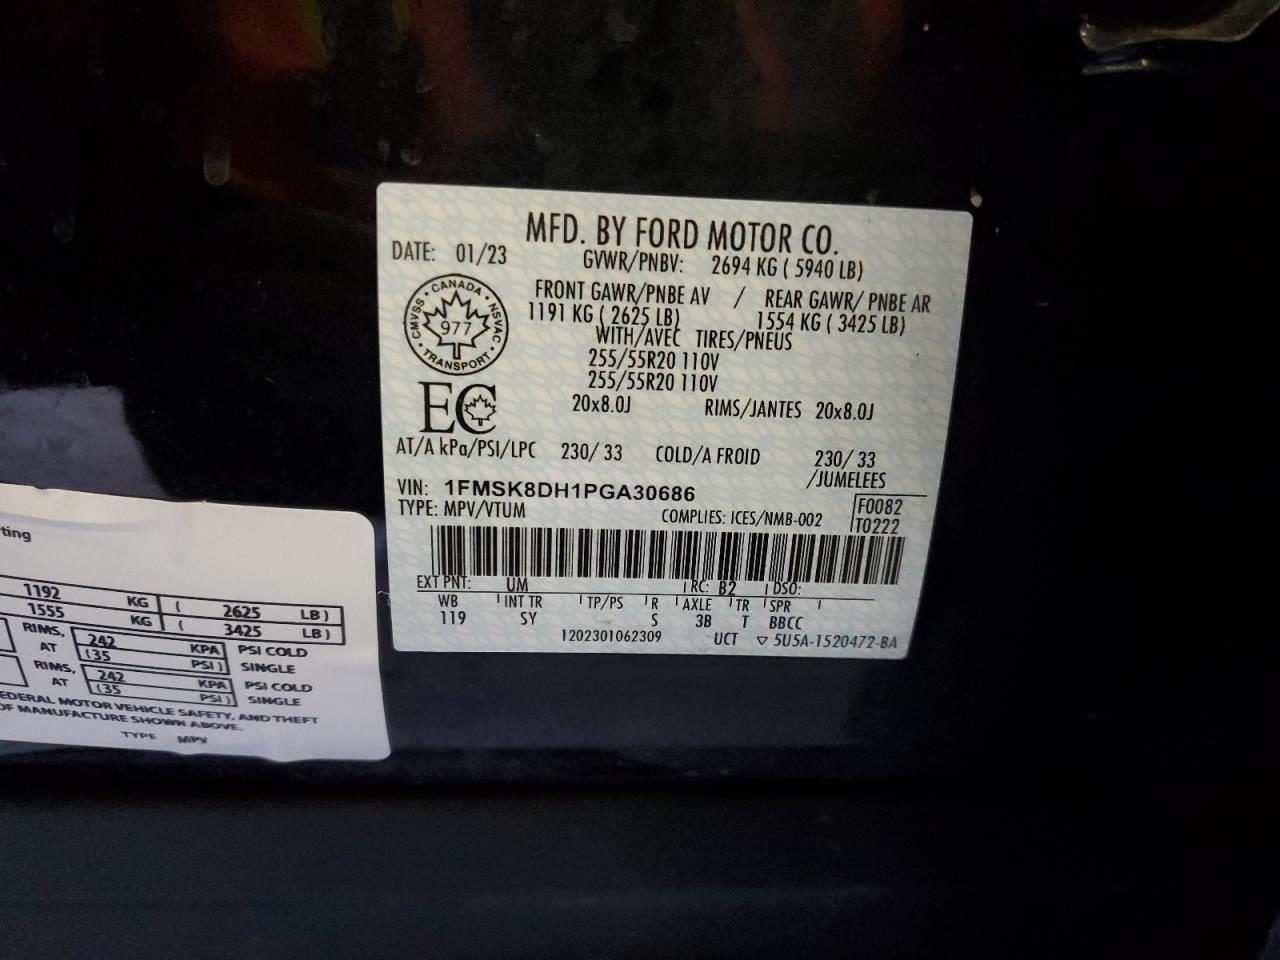 MFD. BY FORD MOTOR CO.
DATE: 01/23
GVWR/PNBV: 2694 KG ( 5940 LB)
FRONT GAWR/PNBE AV / REAR GAWR/ PNBE AR
1191 KG ( 2625 LB) 1554 KG ( 3425 LB)
WITH/AVEC TIRES/PNEUS
255/55R20 110V
255/55R20 110V
20x8.0J RIMS/JANTES 20x8.0J
CMVSS • CANADA • NSVAC • TRANSPORT •
977
EC
AT/A kPa/PSI/LPC 230/ 33 COLD/A FROID 230/ 33
/JUMELEES
VIN: 1FMSK8DH1PGA30686
TYPE: MPV/VTUM
COMPLIES: ICES/NMB-002
F0082
T0222
EXT PNT: UM RC: B2 DSO:
WB INT TR TP/PS R AXLE TR SPR
119 SY S 3B T BBCC
1202301062309 UCT ▽ 5U5A-1520472-BA
ting
1192 KG ( 2625 LB)
1555 KG ( 3425 LB)
RIMS, 242 KPA PSI COLD
AT (35 PSI) SINGLE
RIMS, 242 KPA PSI COLD
AT (35 PSI) SINGLE
EDERAL MOTOR VEHICLE SAFETY, AND THEFT
OF MANUFACTURE SHOWN ABOVE.
TYPE MPV